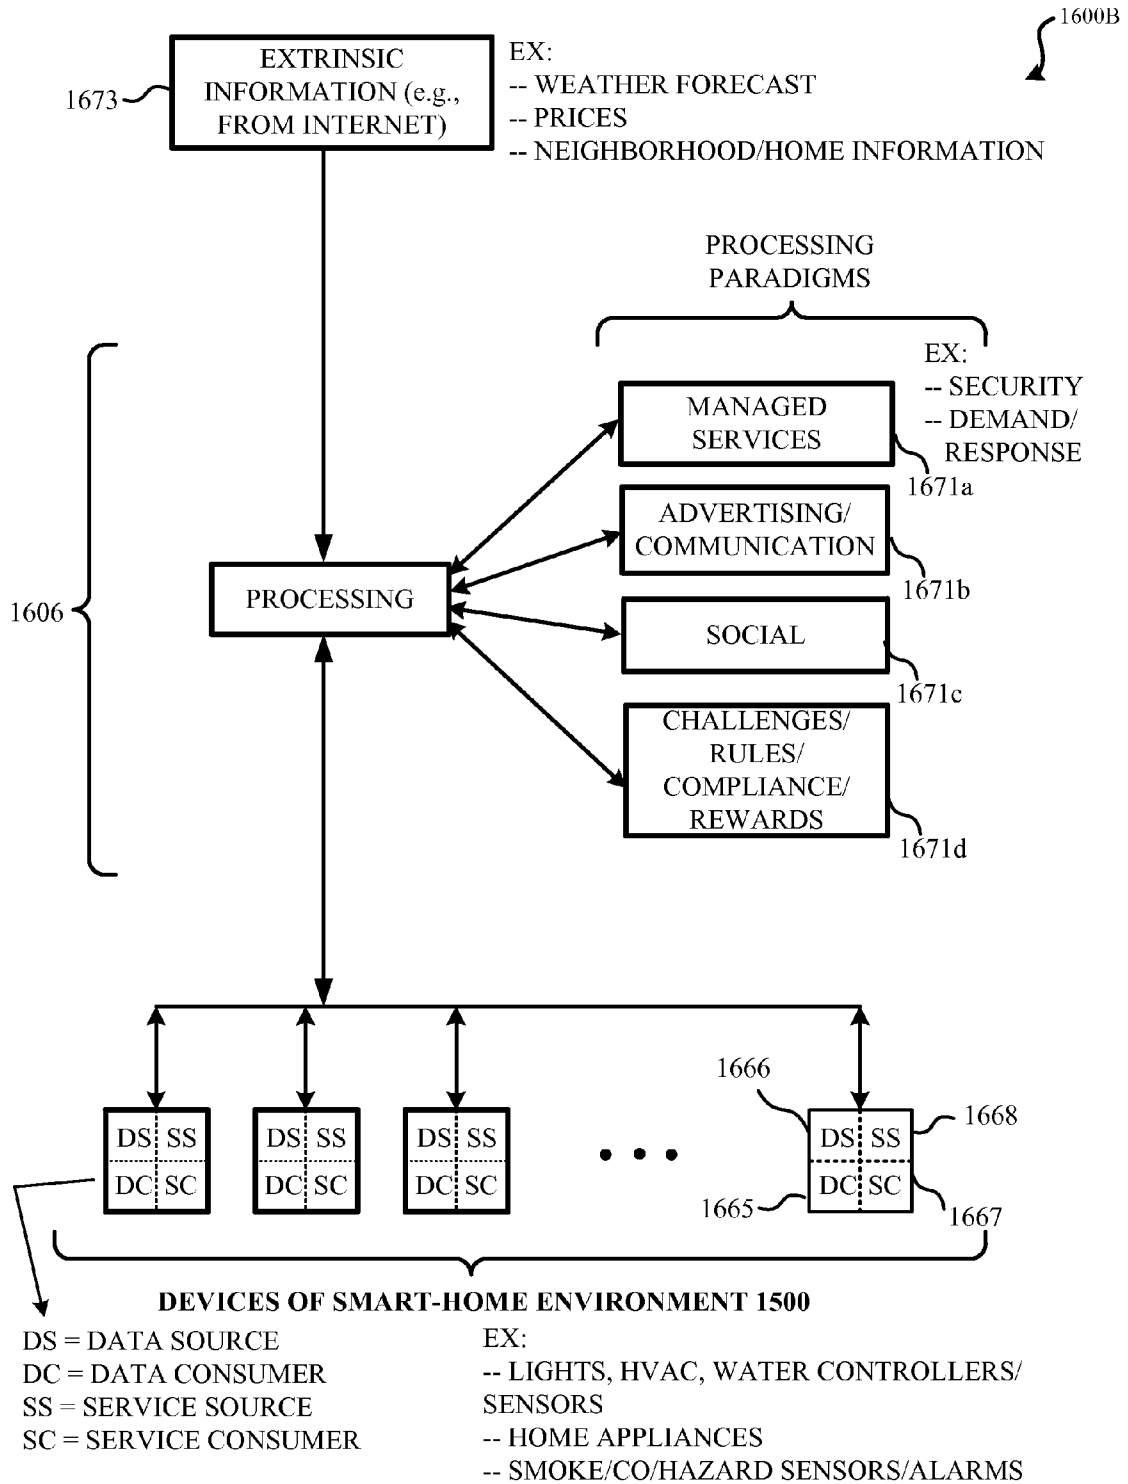 1600B
EXTRINSIC
INFORMATION (e.g.,
FROM INTERNET)
1673
EX:
-- WEATHER FORECAST
-- PRICES
-- NEIGHBORHOOD/HOME INFORMATION
PROCESSING
PARADIGMS
EX:
-- SECURITY
-- DEMAND/
RESPONSE
MANAGED
SERVICES
1671a
ADVERTISING/
COMMUNICATION
1671b
PROCESSING
1606
SOCIAL
1671c
CHALLENGES/
RULES/
COMPLIANCE/
REWARDS
1671d
DS SS
DC SC
DS SS
DC SC
DS SS
DC SC
1666
DS SS
1668
DC SC
1665
1667
DEVICES OF SMART-HOME ENVIRONMENT 1500
DS = DATA SOURCE
DC = DATA CONSUMER
SS = SERVICE SOURCE
SC = SERVICE CONSUMER
EX:
-- LIGHTS, HVAC, WATER CONTROLLERS/
SENSORS
-- HOME APPLIANCES
-- SMOKE/CO/HAZARD SENSORS/ALARMS